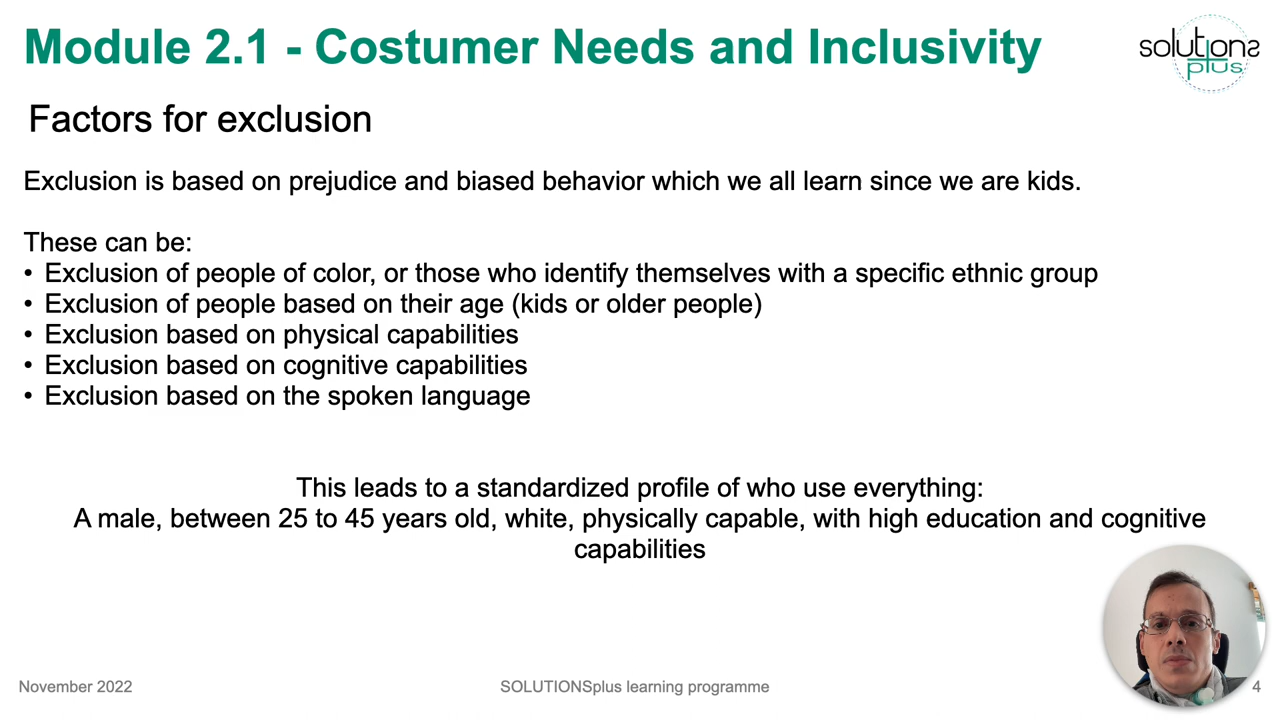 Module 2.1 - Costumer Needs and Inclusivity
solutions
plus
Factors for exclusion
Exclusion is based on prejudice and biased behavior which we all learn since we are kids.
These can be:
• Exclusion of people of color, or those who identify themselves with a specific ethnic group
• Exclusion of people based on their age (kids or older people)
• Exclusion based on physical capabilities
• Exclusion based on cognitive capabilities
• Exclusion based on the spoken language
This leads to a standardized profile of who use everything:
A male, between 25 to 45 years old, white, physically capable, with high education and cognitive
capabilities
November 2022
SOLUTIONSplus learning programme
4